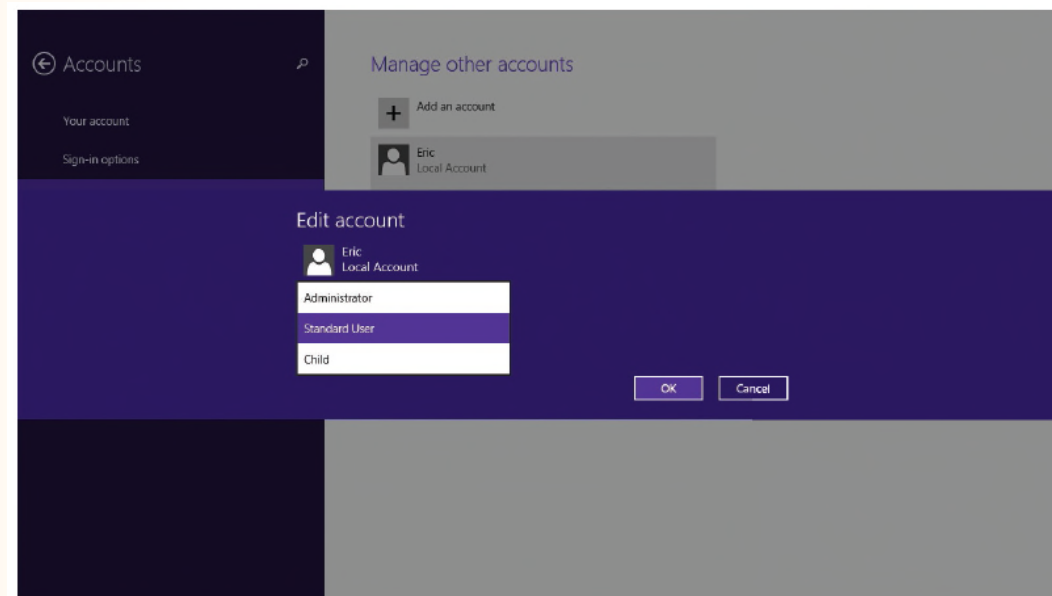 Accounts
Your account
Sign-in options
Manage other accounts
Add an account
Eric
Local Account
Edit account
Eric
Local Account
Administrator
Standard User
Child
OK
Cancel